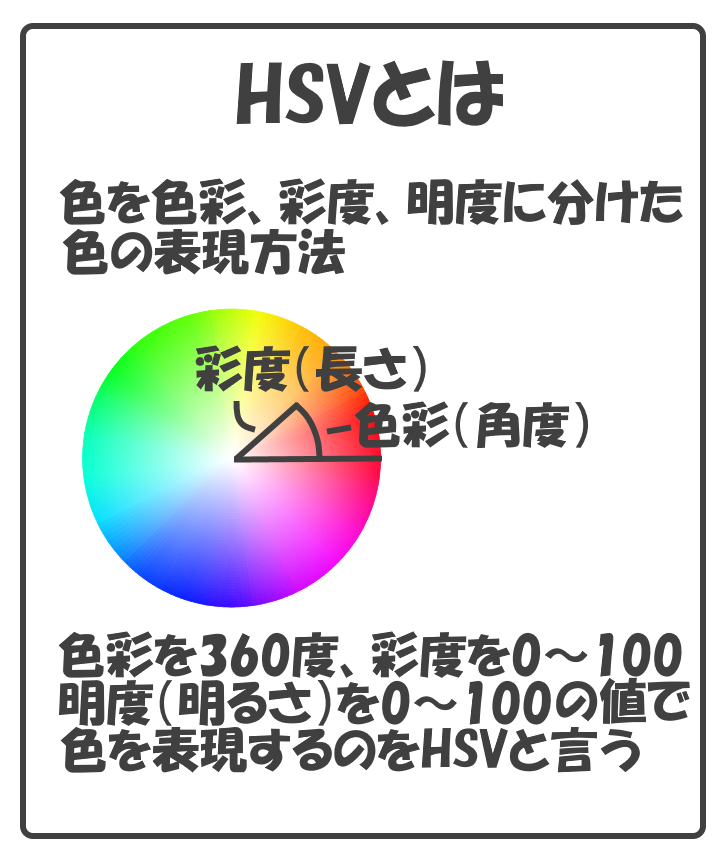 HSVとは
色を色彩、彩度、明度に分けた
色の表現方法
彩度(長さ)
色彩(角度)
色彩を360度、彩度を0〜100
明度(明るさ)を0〜100の値で
色を表現するのをHSVと言う